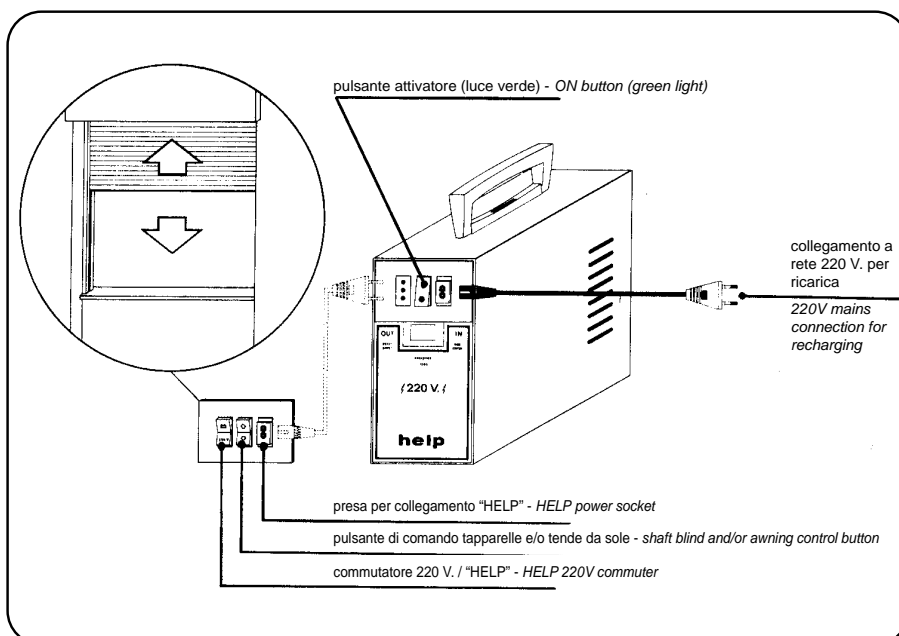 pulsante attivatore (luce verde) - ON button (green light)
collegamento a
rete 220 V. per
ricarica
220V mains
connection for
recharging
OUT
IN
220 V.
help
presa per collegamento “HELP” - HELP power socket
pulsante di comando tapparelle e/o tende da sole - shaft blind and/or awning control button
commutatore 220 V. / “HELP” - HELP 220V commuter